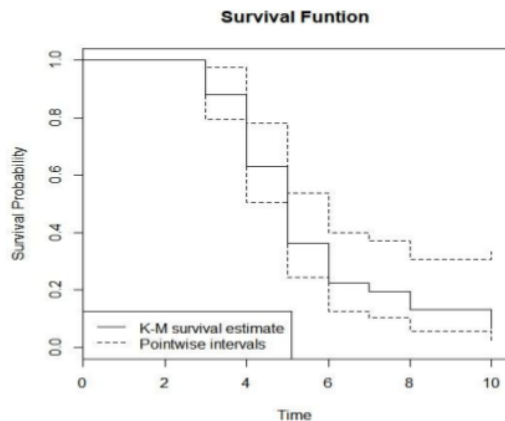 Survival Funtion
1.0
0.8
0.6
0.4
0.2
0.0
Survival Probability
K-M survival estimate
Pointwise intervals
0 2 4 6 8 10
Time